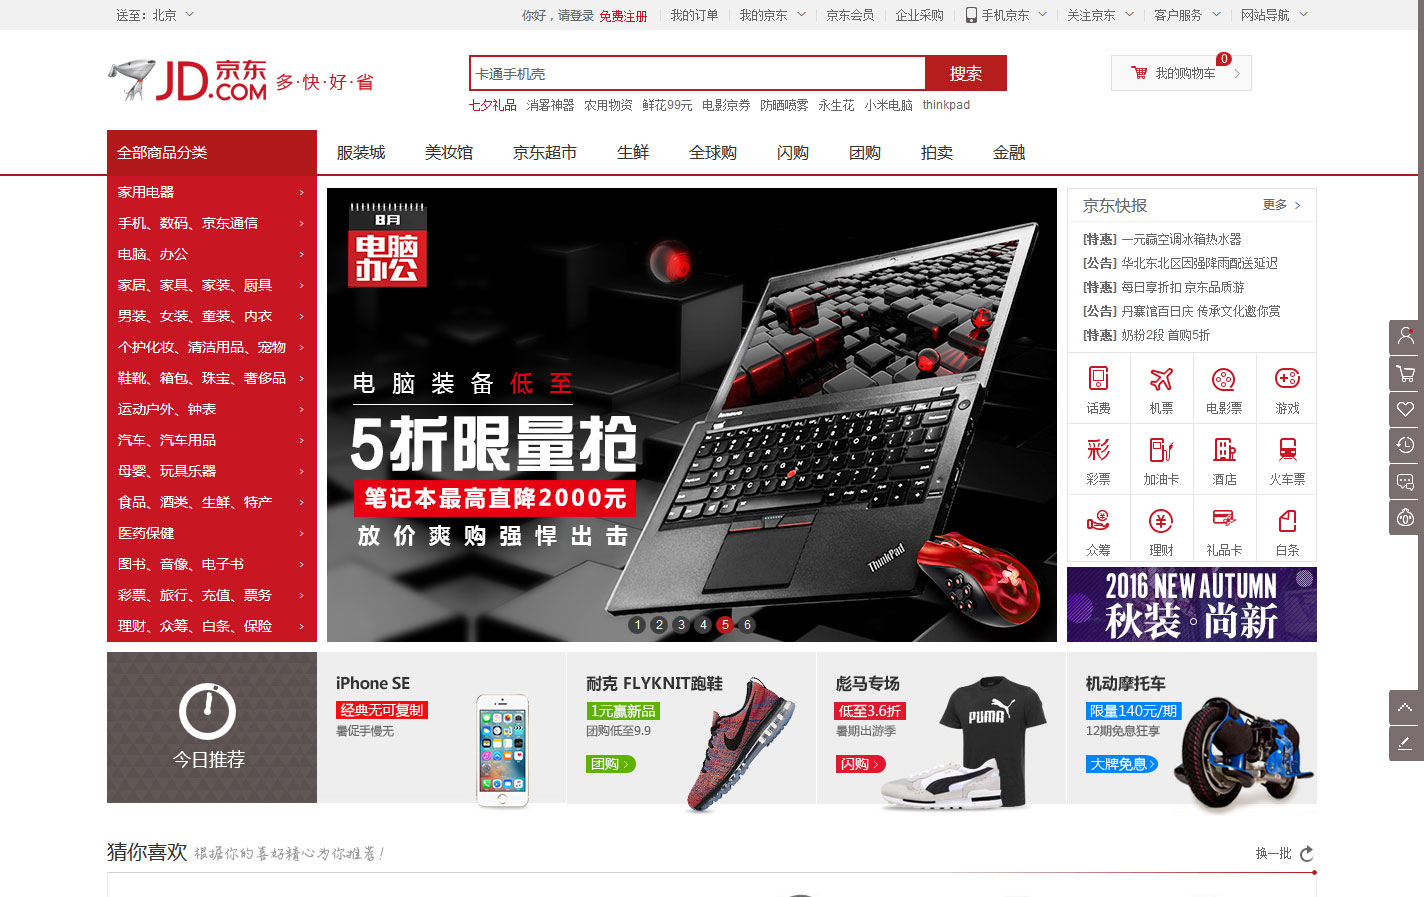 送至：北京
你好，请登录 免费注册
我的订单
我的京东
京东会员
企业采购
手机京东
关注京东
客户服务
网站导航
JD.COM 京东
多·快·好·省
卡通手机壳
搜索
0
我的购物车
七夕礼品 消署神器 农用物资 鲜花99元 电影京券 防晒喷雾 永生花 小米电脑 thinkpad
全部商品分类
服装城 美妆馆 京东超市 生鲜 全球购 闪购 团购 拍卖 金融
家用电器
手机、数码、京东通信
电脑、办公
家居、家具、家装、厨具
男装、女装、童装、内衣
个护化妆、清洁用品、宠物
鞋靴、箱包、珠宝、奢侈品
运动户外、钟表
汽车、汽车用品
母婴、玩具乐器
食品、酒类、生鲜、特产
医药保健
图书、音像、电子书
彩票、旅行、充值、票务
理财、众筹、白条、保险
8月
电脑
办公
电脑装备低至
5折限量抢
笔记本最高直降2000元
放价爽购强悍出击
lenovo
ThinkPad
1 2 3 4 5 6
京东快报
更多 >
[特惠] 一元赢空调冰箱热水器
[公告] 华北东北区因强降雨配送延迟
[特惠] 每日享折扣 京东品质游
[公告] 丹寨馆百日庆 传承文化邀你赏
[特惠] 奶粉2段 首购5折
话费 机票 电影票 游戏
彩
彩票 加油卡 酒店 火车票
众筹 理财 礼品卡 白条
2016 NEW AUTUMN
秋装。尚新
今日推荐
iPhone SE
经典无可复制
暑促手慢无
耐克 FLYKNIT跑鞋
1元赢新品
团购低至9.9
团购 >
彪马专场
低至3.6折
暑期出游季
闪购 >
PUMA
机动摩托车
限量140元/期
12期免息狂享
大牌免息 >
猜你喜欢
根据你的喜好精心为你推荐！
换一批